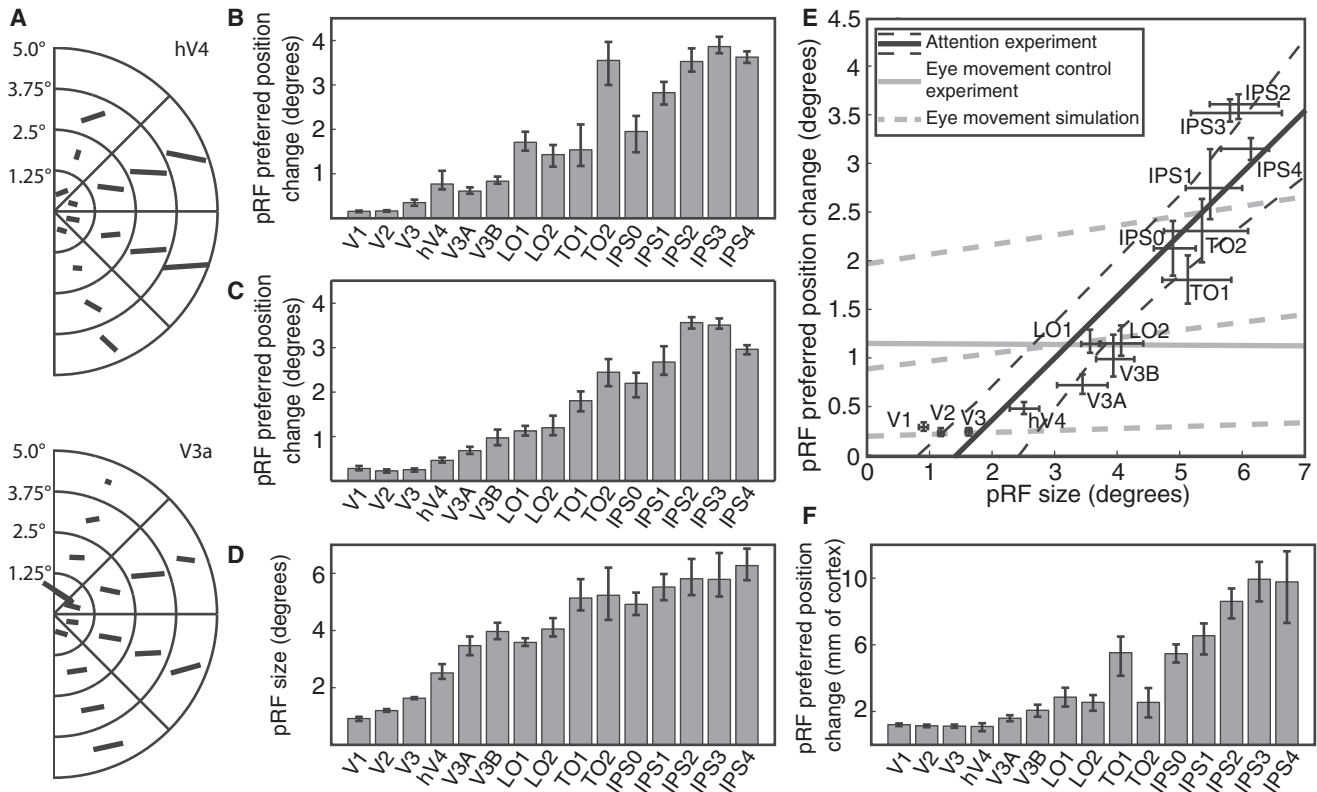 A
hV4
5.0°
3.75°
2.5°
1.25°
V3a
5.0°
3.75°
2.5°
1.25°
B
pRF preferred position
change (degrees)
4
3
2
1
V1
V2
V3
hV4
V3A
V3B
LO1
LO2
TO1
TO2
IPS0
IPS1
IPS2
IPS3
IPS4
C
pRF preferred position
change (degrees)
4
3
2
1
V1
V2
V3
hV4
V3A
V3B
LO1
LO2
TO1
TO2
IPS0
IPS1
IPS2
IPS3
IPS4
D
pRF size (degrees)
6
4
2
V1
V2
V3
hV4
V3A
V3B
LO1
LO2
TO1
TO2
IPS0
IPS1
IPS2
IPS3
IPS4
E
pRF preferred position change (degrees)
4.5
4
3.5
3
2.5
2
1.5
1
0.5
0
Attention experiment
Eye movement control
experiment
Eye movement simulation
IPS2
IPS3
IPS4
IPS1
IPS0
TO2
TO1
LO1
LO2
V3B
V3A
V1
V2
V3
hV4
0 1 2 3 4 5 6 7
pRF size (degrees)
F
pRF preferred position
change (mm of cortex)
10
6
2
V1
V2
V3
hV4
V3A
V3B
LO1
LO2
TO1
TO2
IPS0
IPS1
IPS2
IPS3
IPS4